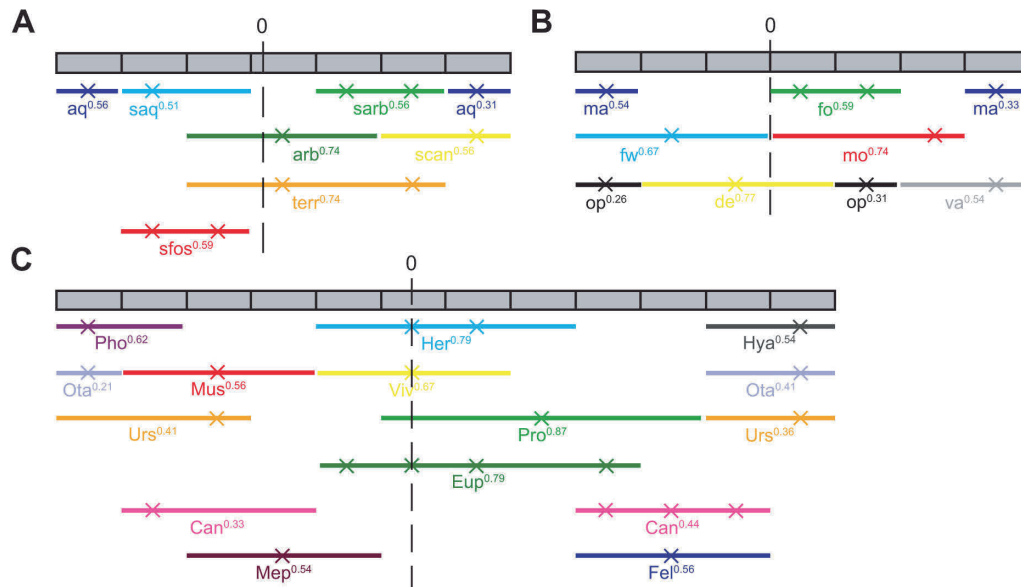 A
0
aq0.56 saq0.51 sarb0.56 aq0.31
arb0.74 scan0.56
terr0.74
sfos0.59
B
0
ma0.54 fo0.59 ma0.33
fw0.67 mo0.74
op0.26 de0.77 op0.31 va0.54
C
0
Pho0.62 Her0.79 Hya0.54
Ota0.21 Mus0.56 Viv0.67 Ota0.41
Urs0.41 Pro0.87 Urs0.36
Eup0.79
Can0.33 Can0.44
Mep0.54 Fel0.56